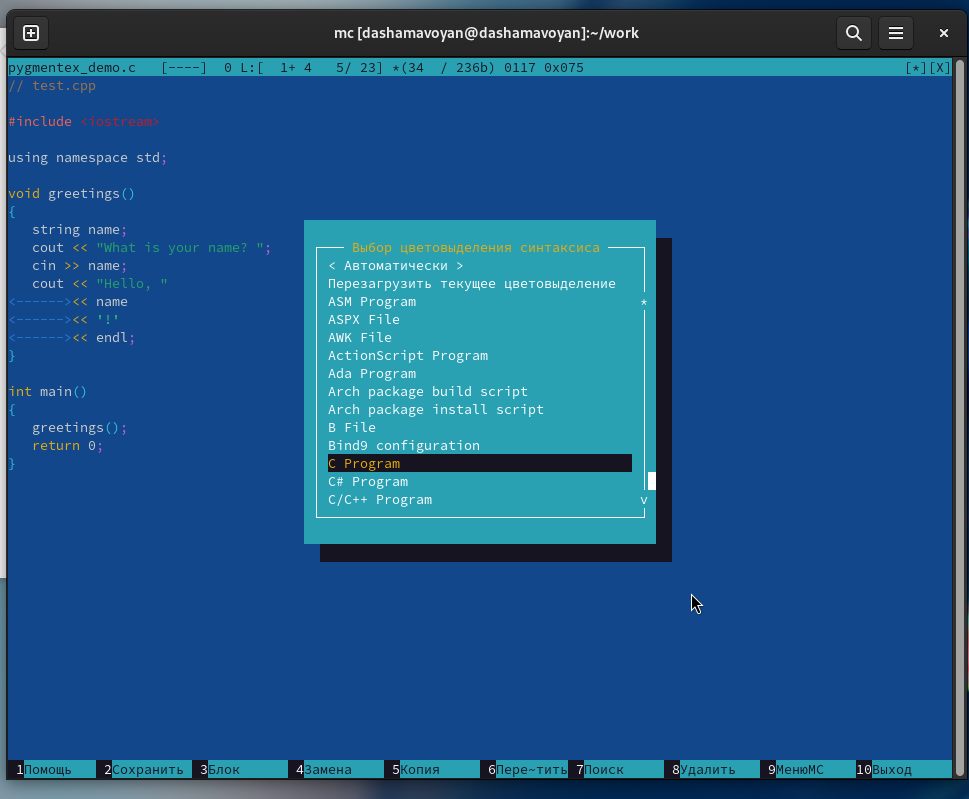 mc [dashamavoyan@dashamavoyan]:~/work
pygmentex_demo.c   [----]  0 L:[  1+ 4   5/ 23] *(34  / 236b) 0117 0x075   [*][X]
// test.cpp
#include <iostream>
using namespace std;
void greetings()
{
   string name;
   cout << "What is your name? ";
   cin >> name;
   cout << "Hello, "
<------><< name
<------><< '!'
<------><< endl;
}
int main()
{
   greetings();
   return 0;
}
Выбор цветовыделения синтаксиса
< Автоматически >
Перезагрузить текущее цветовыделение
ASM Program *
ASPX File
AWK File
ActionScript Program
Ada Program
Arch package build script
Arch package install script
B File
Bind9 configuration
C Program
C# Program
C/C++ Program v
1Помощь 2Сохранить 3Блок 4Замена 5Копия 6Пере~тить 7Поиск 8Удалить 9МенюMC 10Выход